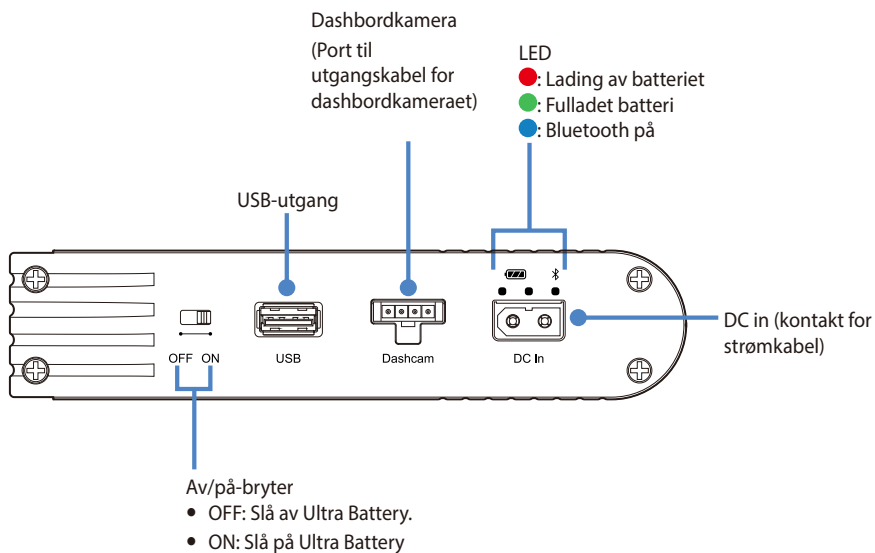 Dashbordkamera
(Port til
utgangskabel for
dashbordkameraet)
LED
: Lading av batteriet
: Fulladet batteri
: Bluetooth på
USB-utgang
DC in (kontakt for
strømkabel)
OFF ON
USB
Dashcam
DC In
Av/på-bryter
• OFF: Slå av Ultra Battery.
• ON: Slå på Ultra Battery